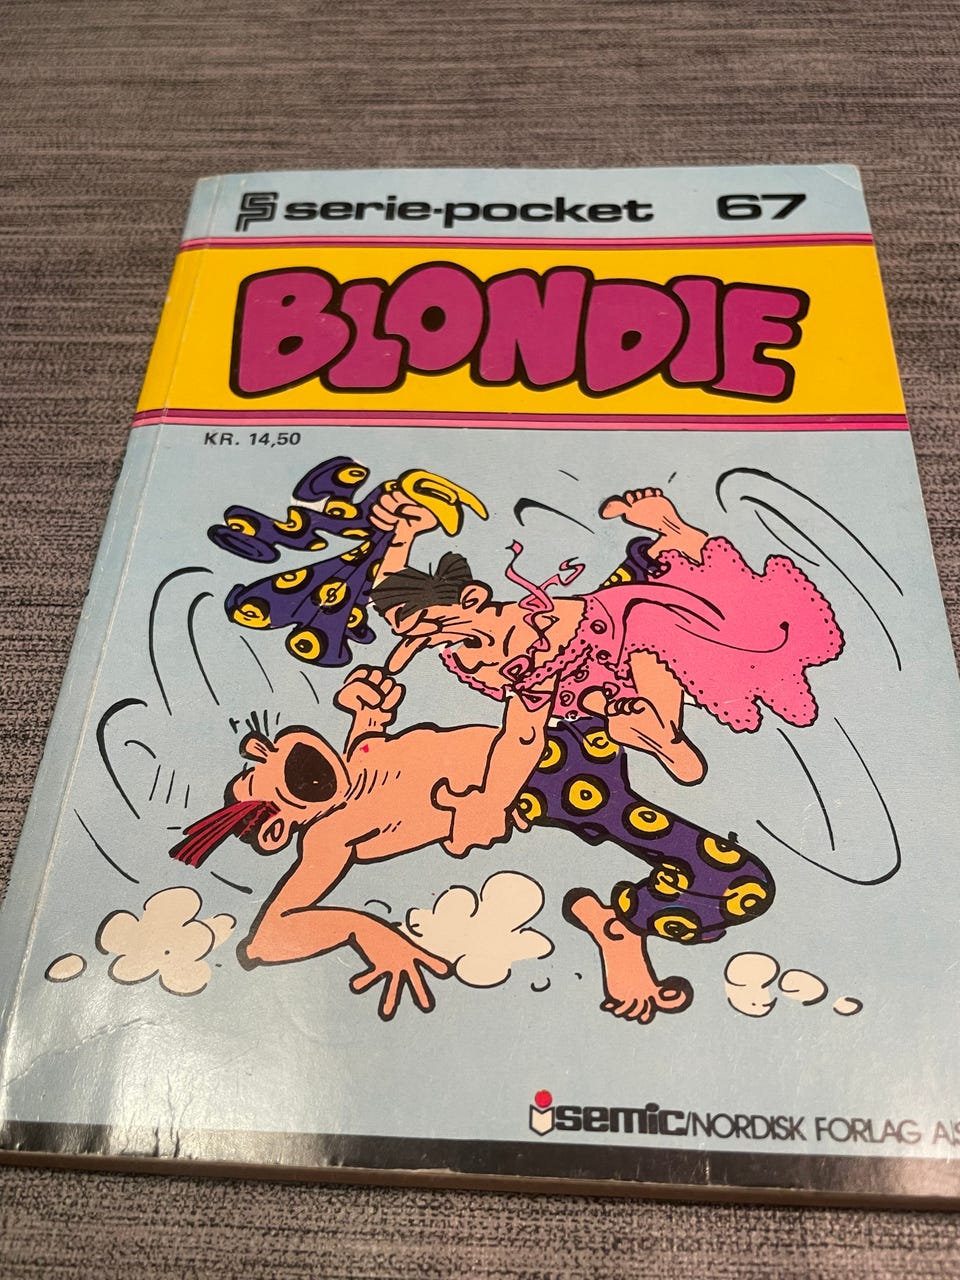 serie-pocket 67
BLONDIE
KR. 14,50
semic/NORDISK FORLAG A/S